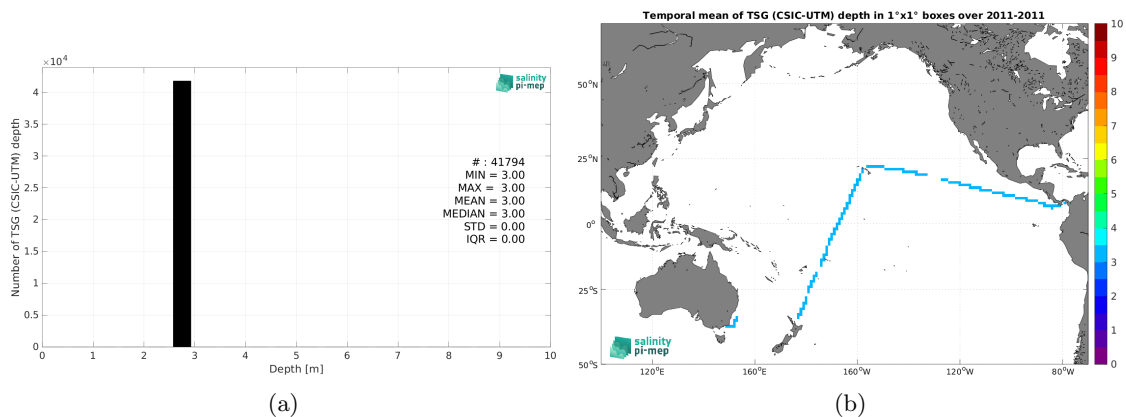 ×10⁴
4
3.5
3
2.5
2
1.5
1
0.5
0
Number of TSG (CSIC-UTM) depth
salinity
pi-mep
# : 41794
MIN = 3.00
MAX = 3.00
MEAN = 3.00
MEDIAN = 3.00
STD = 0.00
IQR = 0.00
0 1 2 3 4 5 6 7 8 9 10
Depth [m]
(a)
Temporal mean of TSG (CSIC-UTM) depth in 1°x1° boxes over 2011-2011
50°N
25°N
0°
25°S
50°S
120°E 160°E 160°W 120°W 80°W
salinity
pi-mep
10
9
8
7
6
5
4
3
2
1
0
(b)